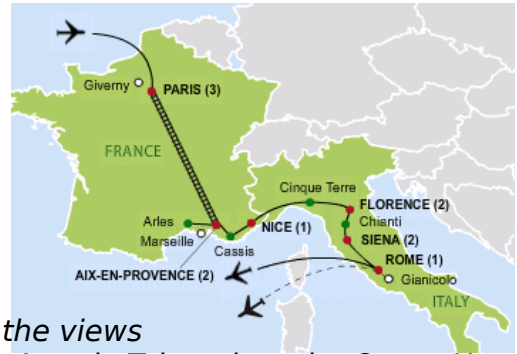 Giverny
PARIS (3)
FRANCE
Cinque Terre
FLORENCE (2)
Arles
NICE (1)
Chianti
Marseille
SIENA (2)
Cassis
ROME (1)
AIX-EN-PROVENCE (2)
Gianicolo
ITALY
the views